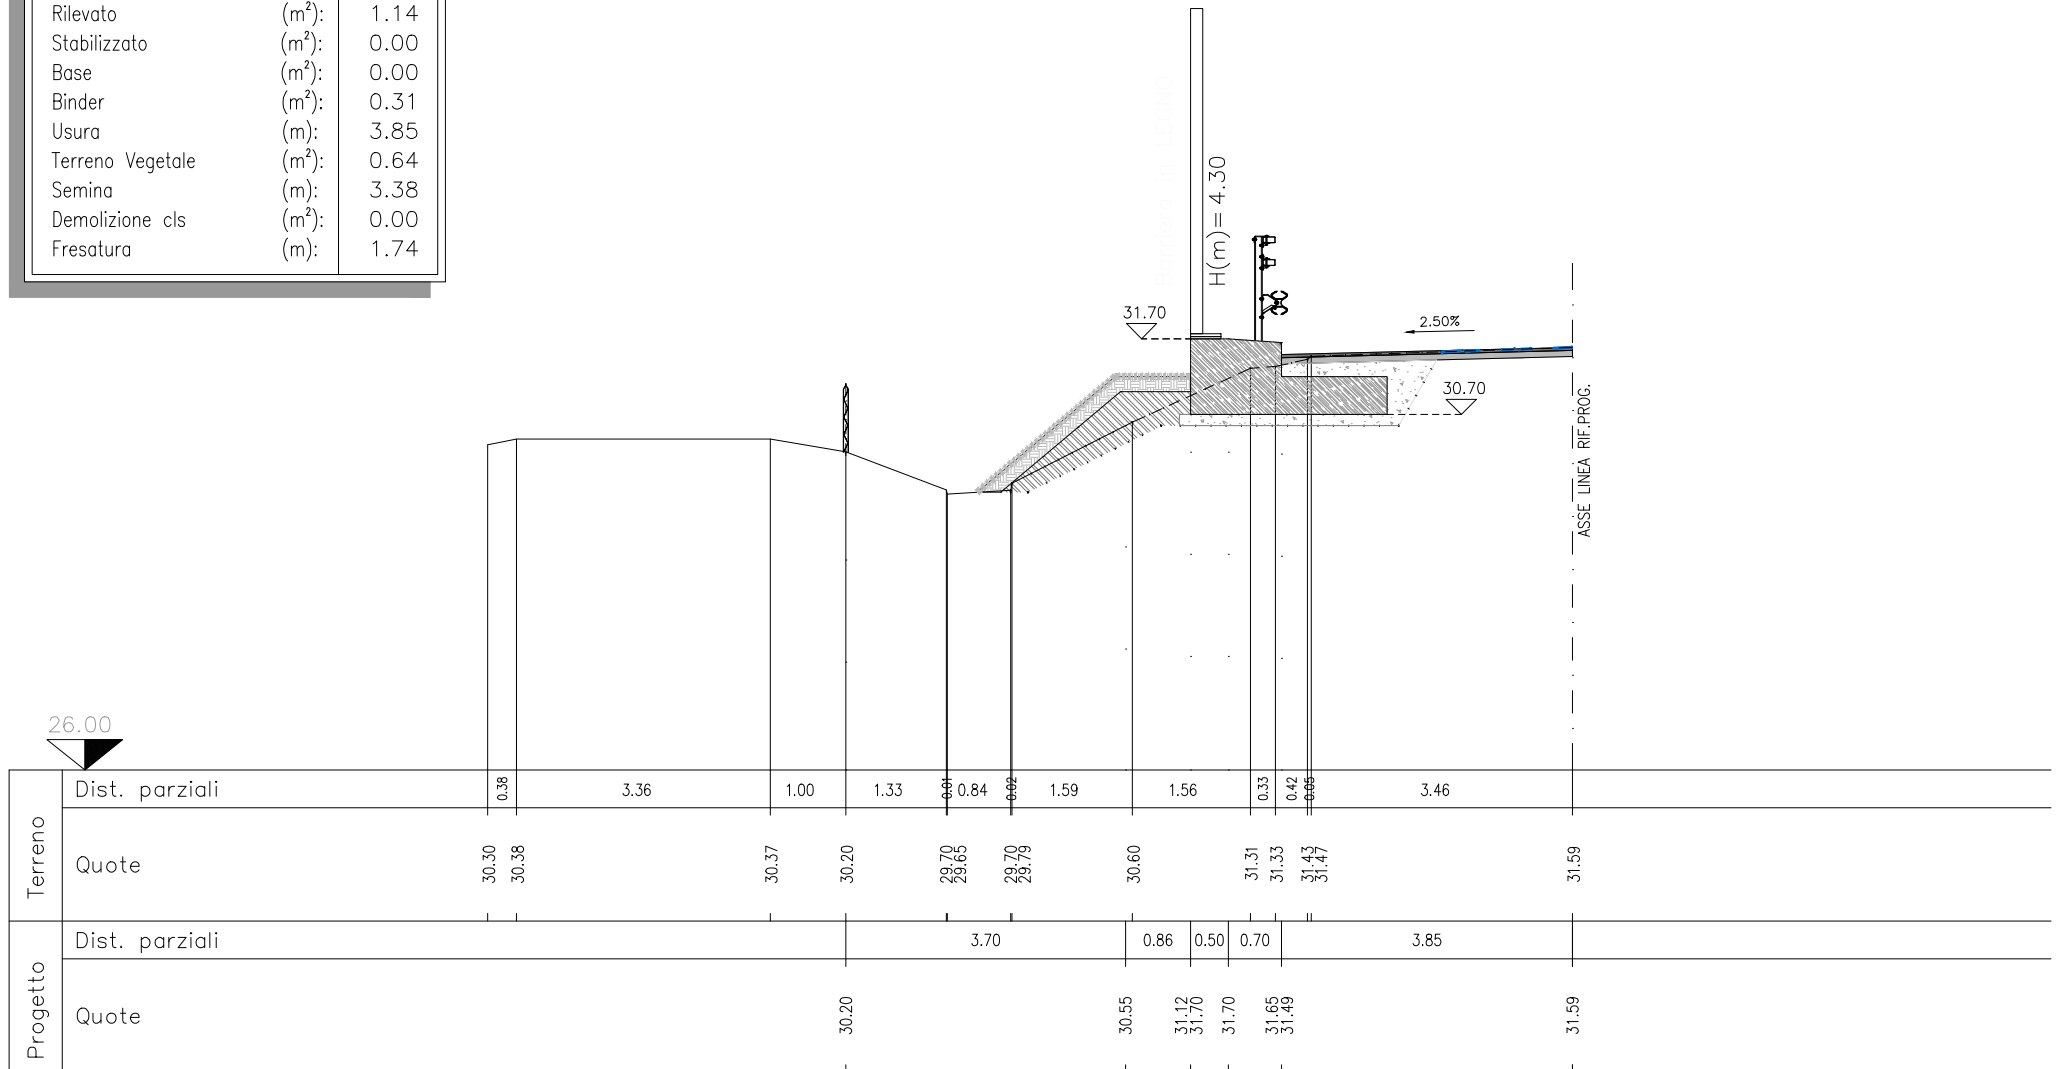 Rilevato (m²): 1.14
Stabilizzato (m²): 0.00
Base (m²): 0.00
Binder (m²): 0.31
Usura (m): 3.85
Terreno Vegetale (m²): 0.64
Semina (m): 3.38
Demolizione cls (m²): 0.00
Fresatura (m): 1.74
H(m)= 4.30
31.70
2.50%
30.70
ASSE LINEA RIF.PROG.
26.00
Terreno
Dist. parziali 0.38 3.36 1.00 1.33 0.01 0.84 0.02 1.59 1.56 0.33 0.42 0.05 3.46
Quote 30.30 30.38 30.37 30.20 29.70 29.65 29.70 29.79 30.60 31.31 31.33 31.43 31.47 31.59
Progetto
Dist. parziali 3.70 0.86 0.50 0.70 3.85
Quote 30.20 30.55 31.12 31.70 31.70 31.65 31.49 31.59